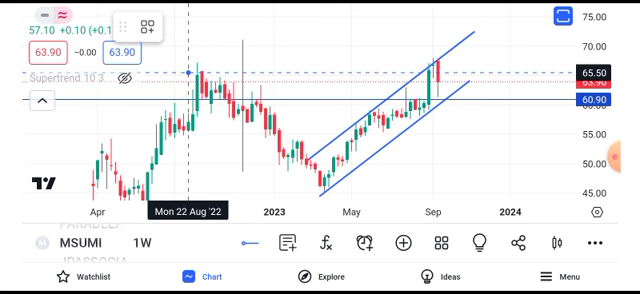 57.10 +0.10 (+0.1
63.90 −0.00 63.90
Supertrend 10 3
75.00
70.00
65.50
63.90
60.90
55.00
50.00
45.00
Apr Mon 22 Aug '22 2023 May Sep 2024
MSUMI 1W
Watchlist Chart Explore Ideas Menu